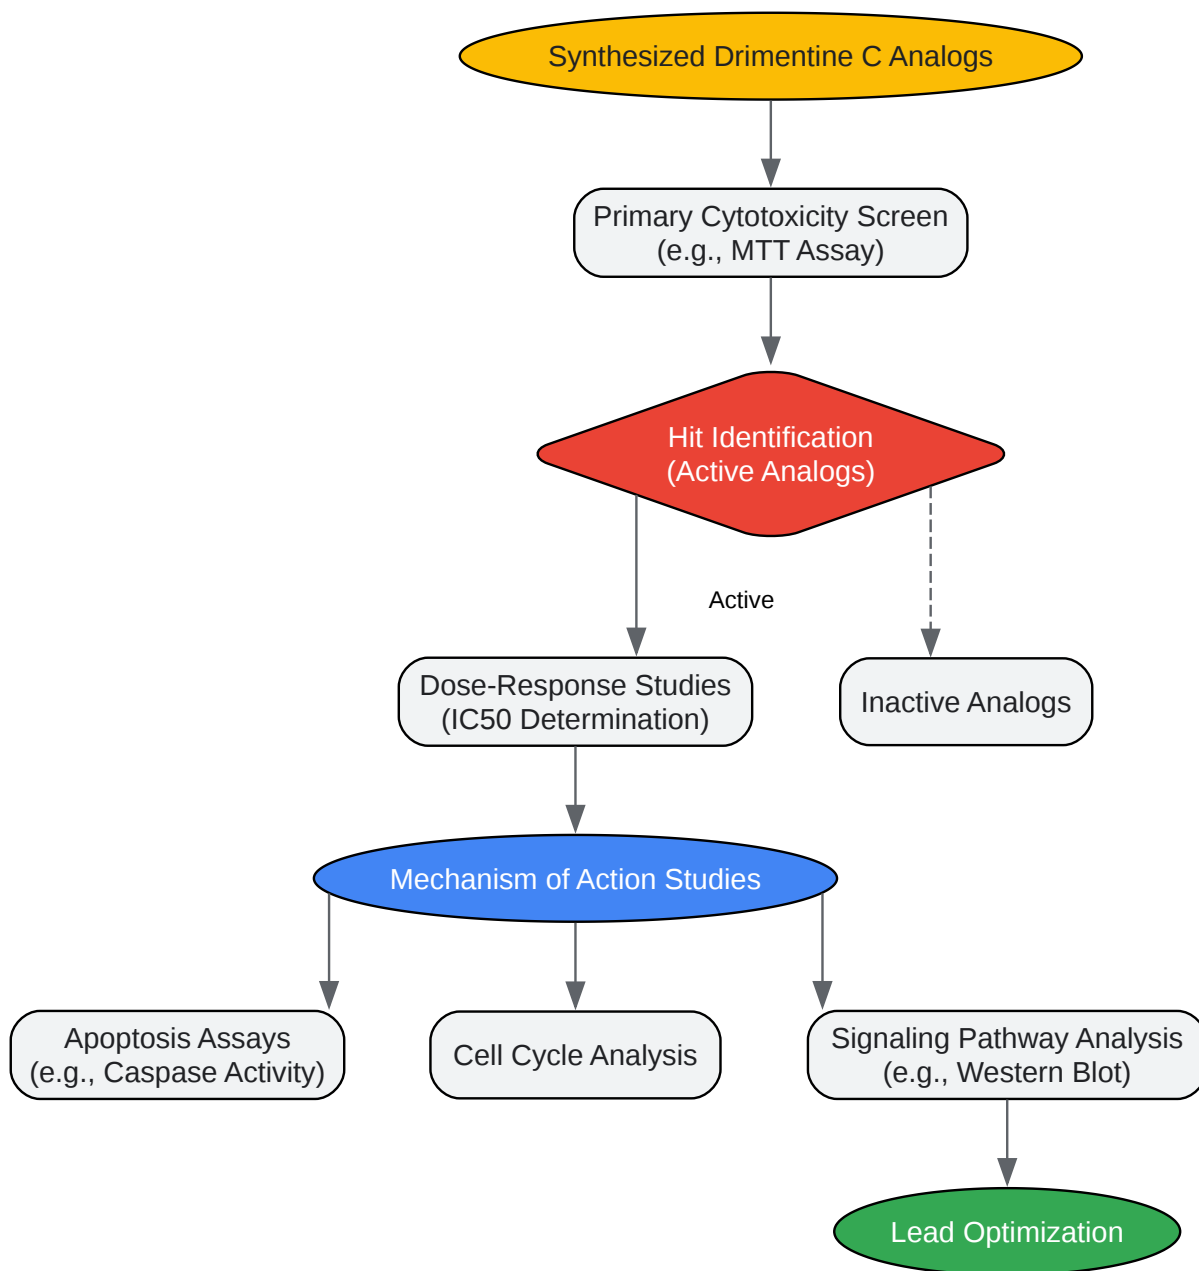 Synthesized Drimentine C Analogs
Primary Cytotoxicity Screen
(e.g., MTT Assay)
Hit Identification
(Active Analogs)
Active
Dose-Response Studies
(IC50 Determination)
Inactive Analogs
Mechanism of Action Studies
Apoptosis Assays
(e.g., Caspase Activity)
Cell Cycle Analysis
Signaling Pathway Analysis
(e.g., Western Blot)
Lead Optimization